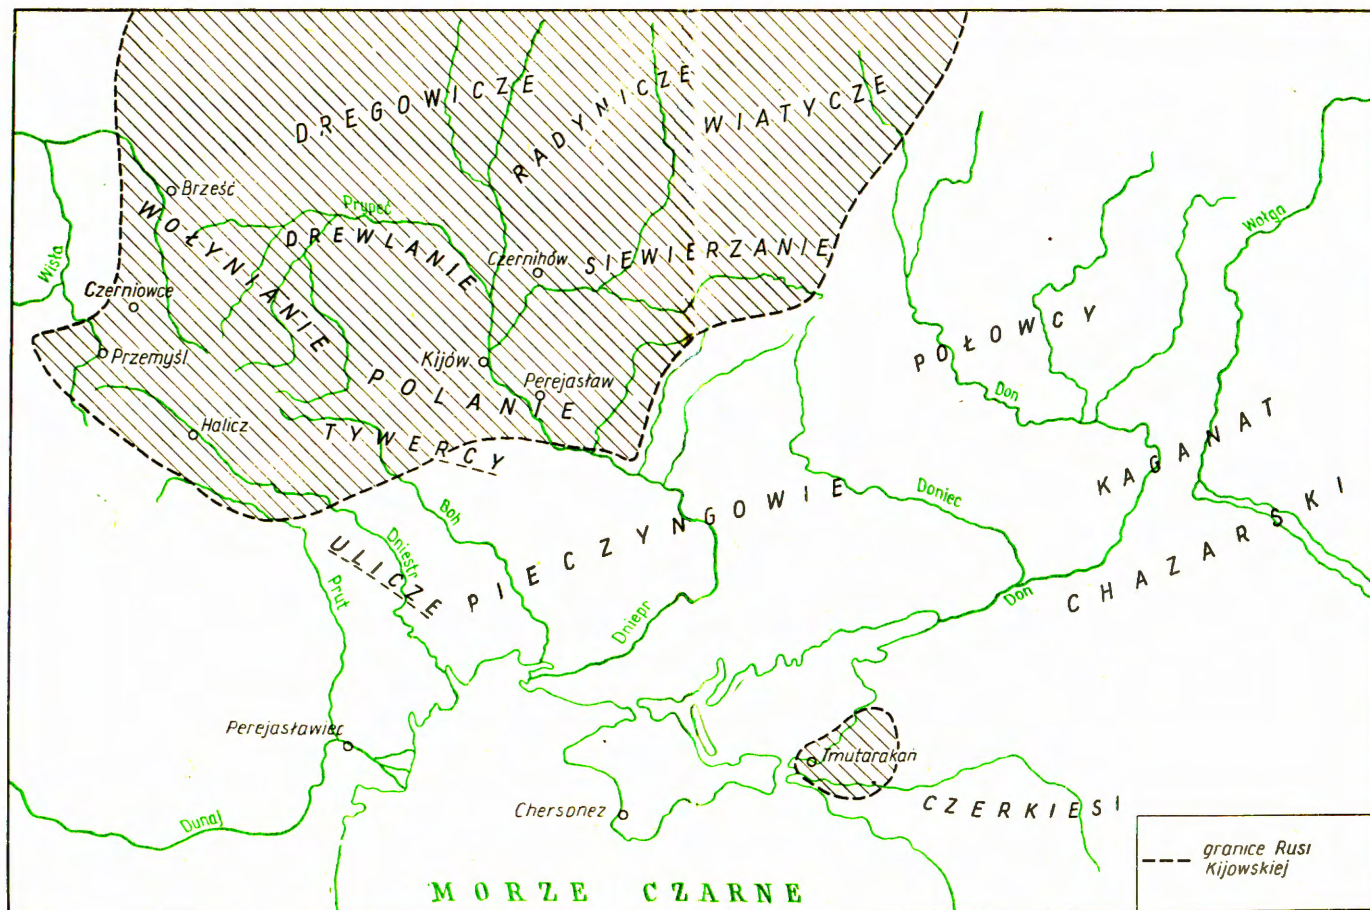 DREGOWICZE
RADYNICZE
WIATYCZE
Brześć
WOŁYNIANIE
Prypeć
DREWLANIE
Czernihów
SIEWIERZANIE
Wisła
Wołga
Czerniowce
Przemyśl
Kijów
Perejasław
POŁOWCY
Don
POLANIE
Halicz
TYWERCY
KAGANAT
CHAZARSKI
Doniec
Boh
Dniestr
ULICZE
PIECZYNGOWIE
Prut
Dniepr
Don
Perejasławiec
Tmutarakań
Chersonez
CZERKIESI
Dunaj
MORZE CZARNE
granice Rusi
Kijowskiej